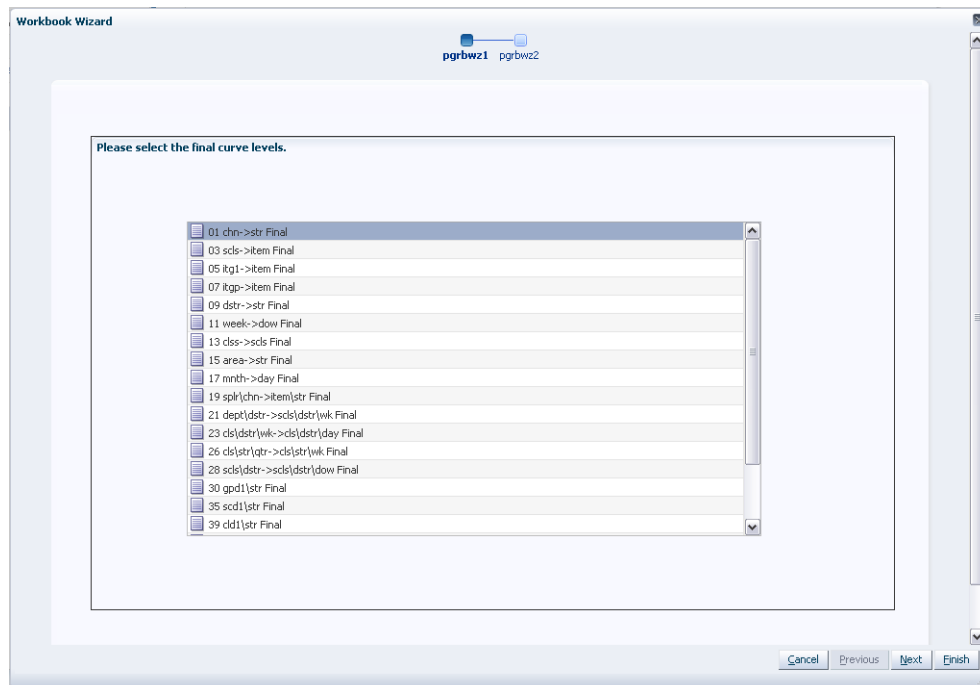 Workbook Wizard
pgrbwz1 pgrbwz2
Please select the final curve levels.
01 chn->str Final
03 scls->item Final
05 itg1->item Final
07 itgp->item Final
09 dstr->str Final
11 week->dow Final
13 clss->scls Final
15 area->str Final
17 mnth->day Final
19 splr\chn->item\str Final
21 dept\dstr->scls\dstr\wk Final
23 cls\dstr\wk->cls\dstr\day Final
26 cls\str\qtr->cls\str\wk Final
28 scls\dstr->scls\dstr\dow Final
30 gpd1\str Final
35 scd1\str Final
39 cld1\str Final
Cancel Previous Next Finish